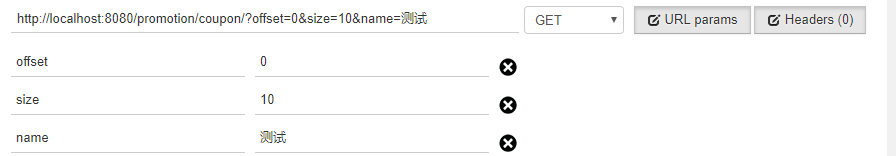 http://localhost:8080/promotion/coupon/?offset=0&size=10&name=测试 GET URL params Headers (0)
offset 0
size 10
name 测试